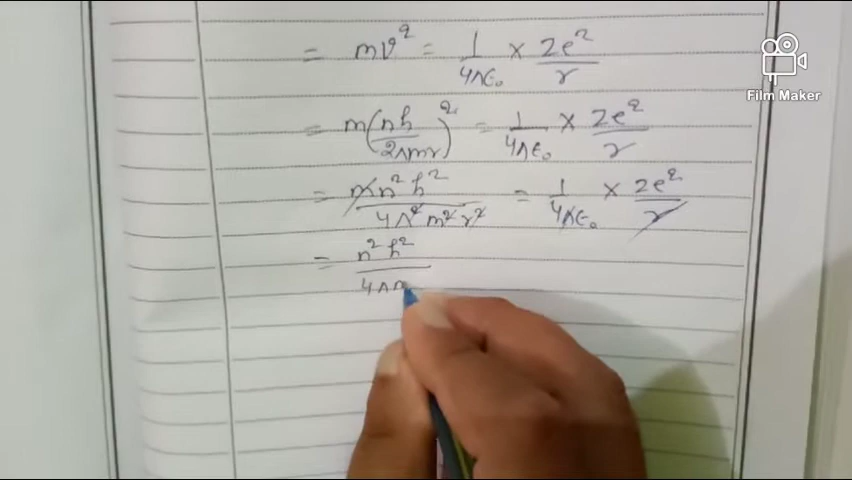 = mv² = 1/4πε₀ × Ze²/r
Film Maker
= m(nh/2πmr)² = 1/4πε₀ × Ze²/r
= mn²h²/4π²m²r² = 1/4πε₀ × Ze²/r
= n²h²/4πm